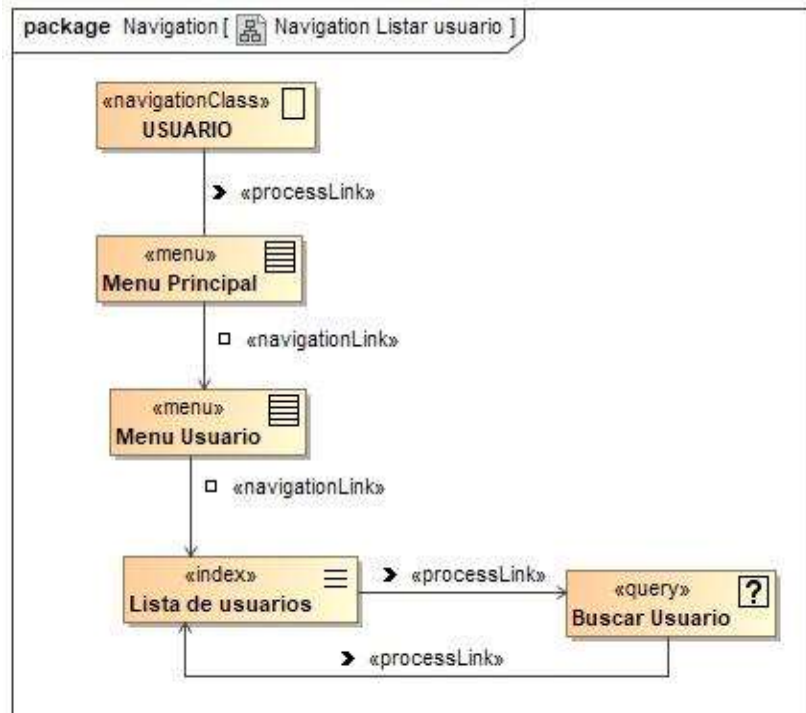 package Navigation [ Navigation Listar usuario ]
«navigationClass»
USUARIO
«processLink»
«menu»
Menu Principal
«navigationLink»
«menu»
Menu Usuario
«navigationLink»
«index»
Lista de usuarios
«processLink»
«query»
Buscar Usuario
?
«processLink»